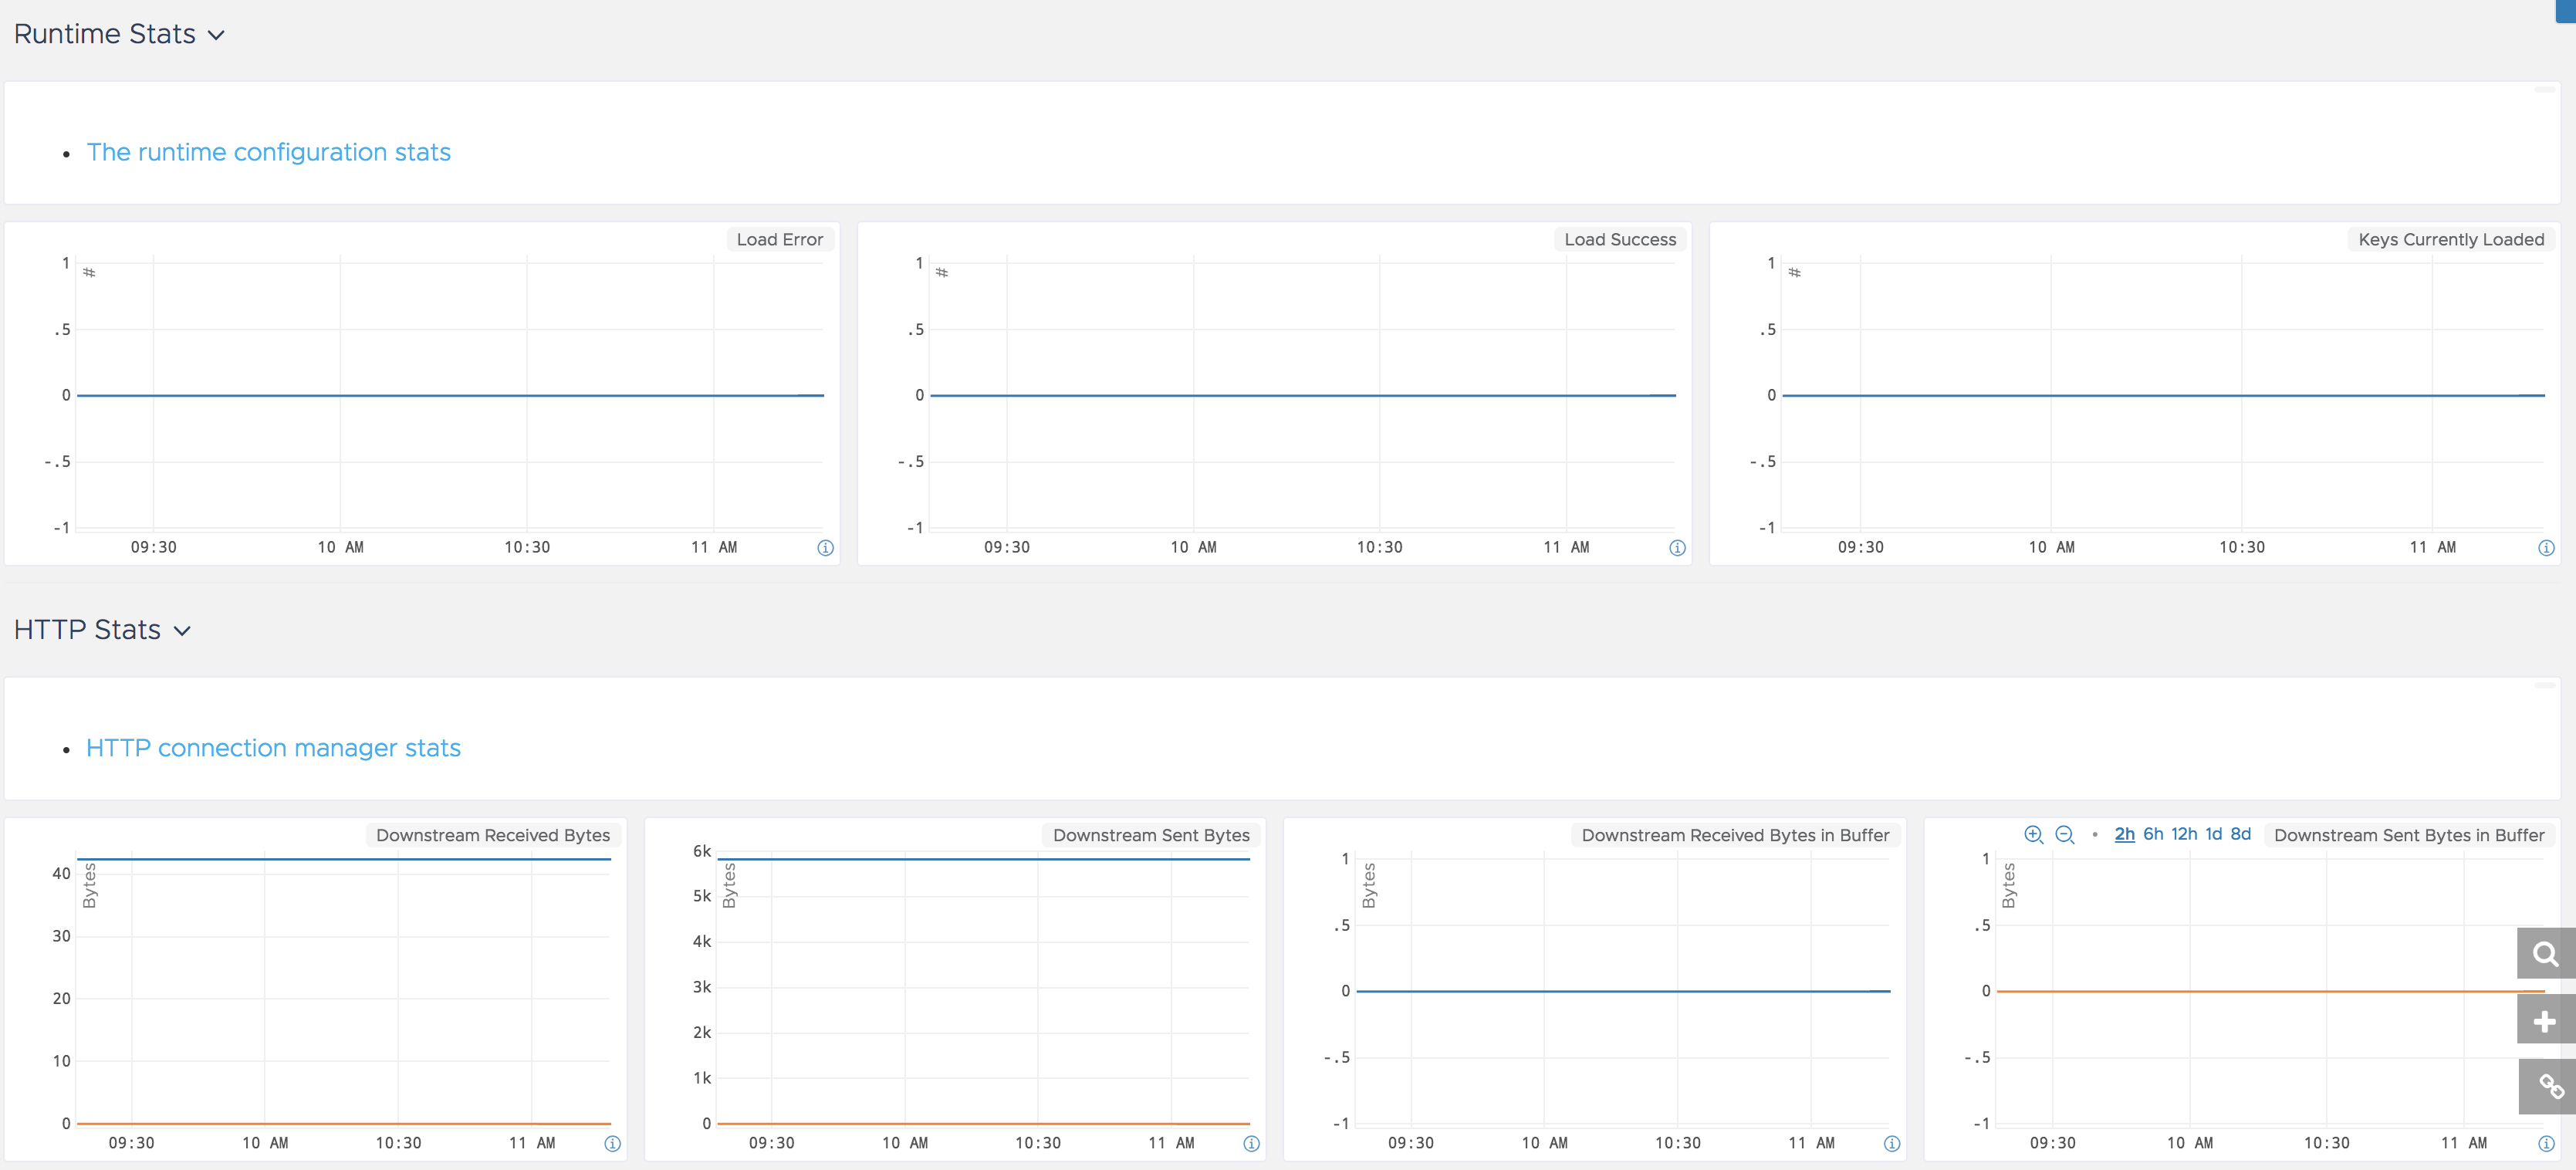 Runtime Stats
• The runtime configuration stats
Load Error
1
#
.5
0
-.5
-1
09:30 10 AM 10:30 11 AM
Load Success
1
#
.5
0
-.5
-1
09:30 10 AM 10:30 11 AM
Keys Currently Loaded
1
#
.5
0
-.5
-1
09:30 10 AM 10:30 11 AM
HTTP Stats
• HTTP connection manager stats
Downstream Received Bytes
Bytes
40
30
20
10
0
09:30 10 AM 10:30 11 AM
Downstream Sent Bytes
6k
Bytes
5k
4k
3k
2k
1k
0
09:30 10 AM 10:30 11 AM
Downstream Received Bytes in Buffer
1
Bytes
.5
0
-.5
-1
09:30 10 AM 10:30 11 AM
• 2h 6h 12h 1d 8d Downstream Sent Bytes in Buffer
1
Bytes
.5
0
-.5
-1
09:30 10 AM 10:30 11 AM